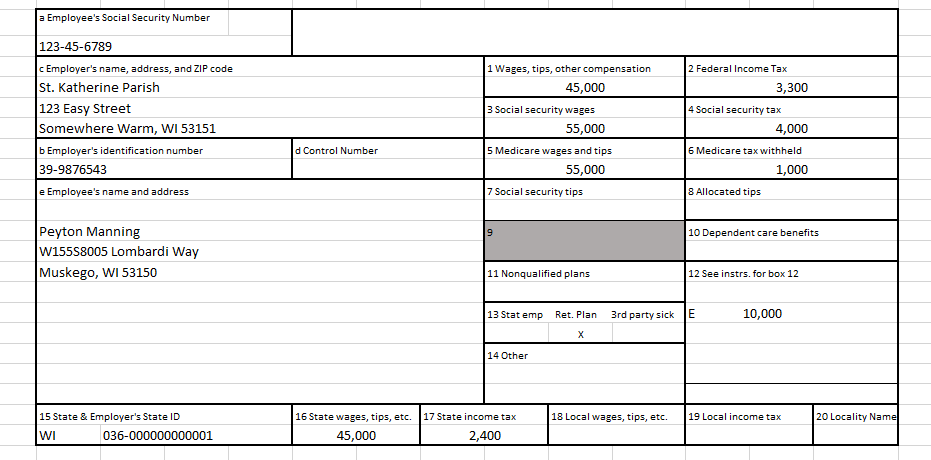 a Employee's Social Security Number
123-45-6789
c Employer's name, address, and ZIP code
St. Katherine Parish
123 Easy Street
Somewhere Warm, WI 53151
1 Wages, tips, other compensation
45,000
2 Federal Income Tax
3,300
3 Social security wages
55,000
4 Social security tax
4,000
b Employer's identification number
39-9876543
d Control Number
5 Medicare wages and tips
55,000
6 Medicare tax withheld
1,000
e Employee's name and address
Peyton Manning
W155S8005 Lombardi Way
Muskego, WI 53150
7 Social security tips
8 Allocated tips
9
10 Dependent care benefits
11 Nonqualified plans
12 See instrs. for box 12
13 Stat emp Ret. Plan 3rd party sick
X
E 10,000
14 Other
15 State & Employer's State ID
WI 036-000000000001
16 State wages, tips, etc.
45,000
17 State income tax
2,400
18 Local wages, tips, etc.
19 Local income tax
20 Locality Name